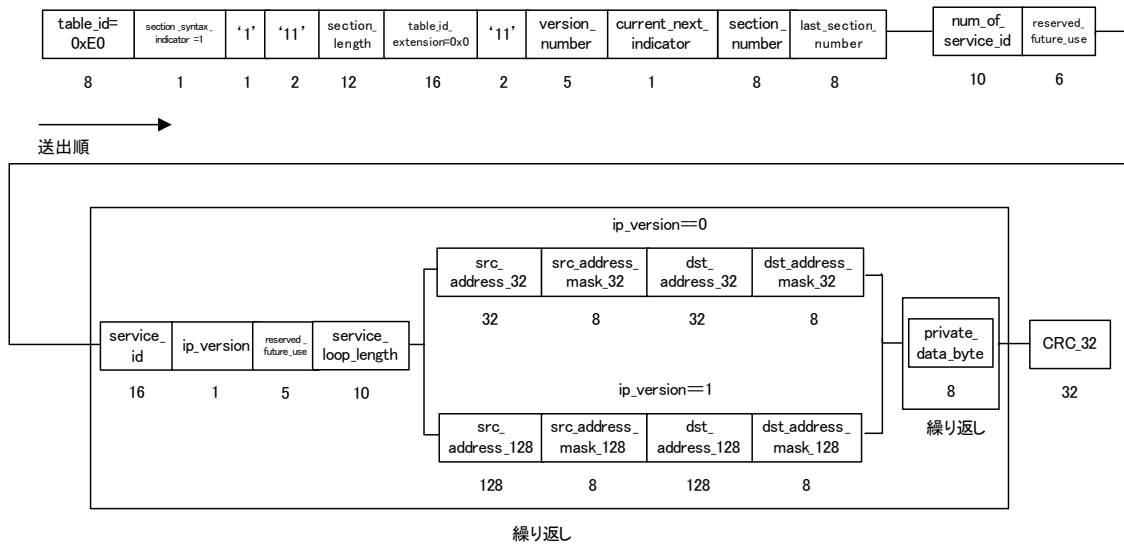 table_id=
0xE0
section_syntax_
indicator =1
‘1’
‘11’
section_
length
table_id_
extension=0x0
‘11’
version_
number
current_next_
indicator
section_
number
last_section_
number
num_of_
service_id
reserved_
future_use
8 1 1 2 12 16 2 5 1 8 8 10 6
送出順
ip_version==0
src_
address_32
src_address_
mask_32
dst_
address_32
dst_address_
mask_32
32 8 32 8
service_
id
ip_version
reserved_
future_use
service_
loop_length
16 1 5 10
private_
data_byte
8
繰り返し
CRC_32
32
ip_version==1
src_
address_128
src_address_
mask_128
dst_
address_128
dst_address_
mask_128
128 8 128 8
繰り返し